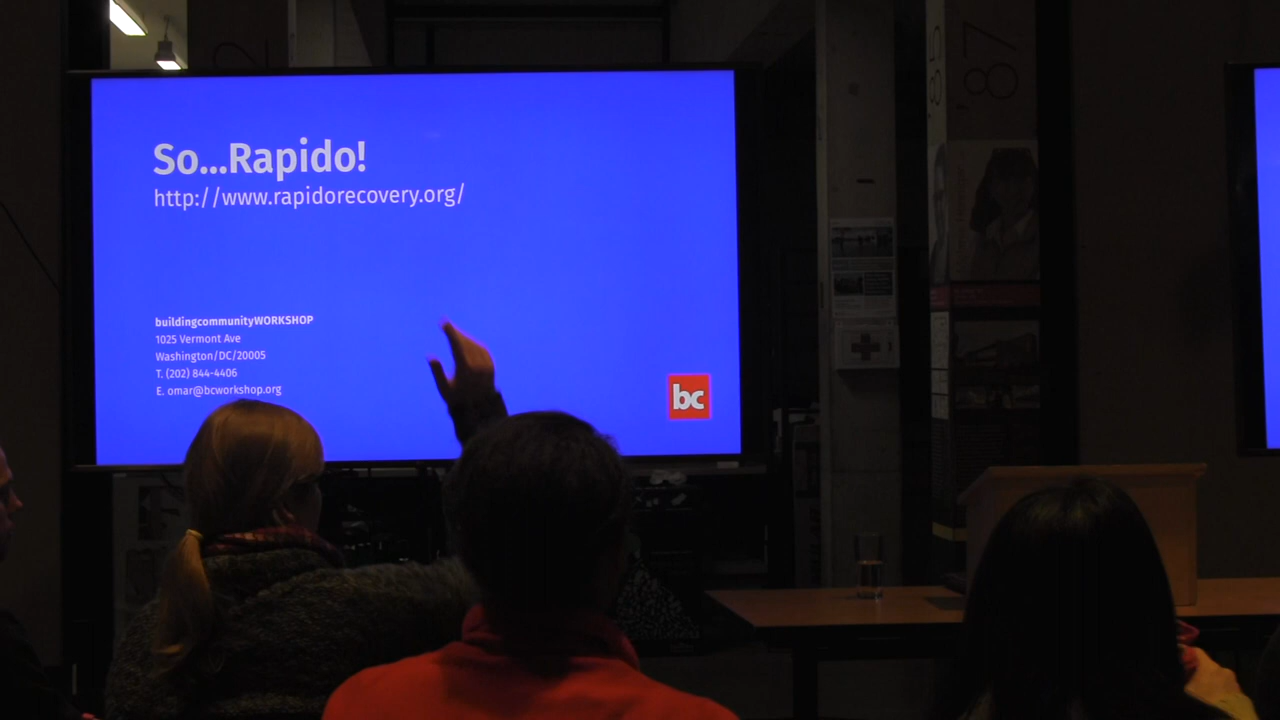 So...Rapido!
http://www.rapidorecovery.org/
buildingcommunityWORKSHOP
1025 Vermont Ave
Washington/DC/20005
T. (202) 844-4406
E. omar@bcworkshop.org
bc
'87